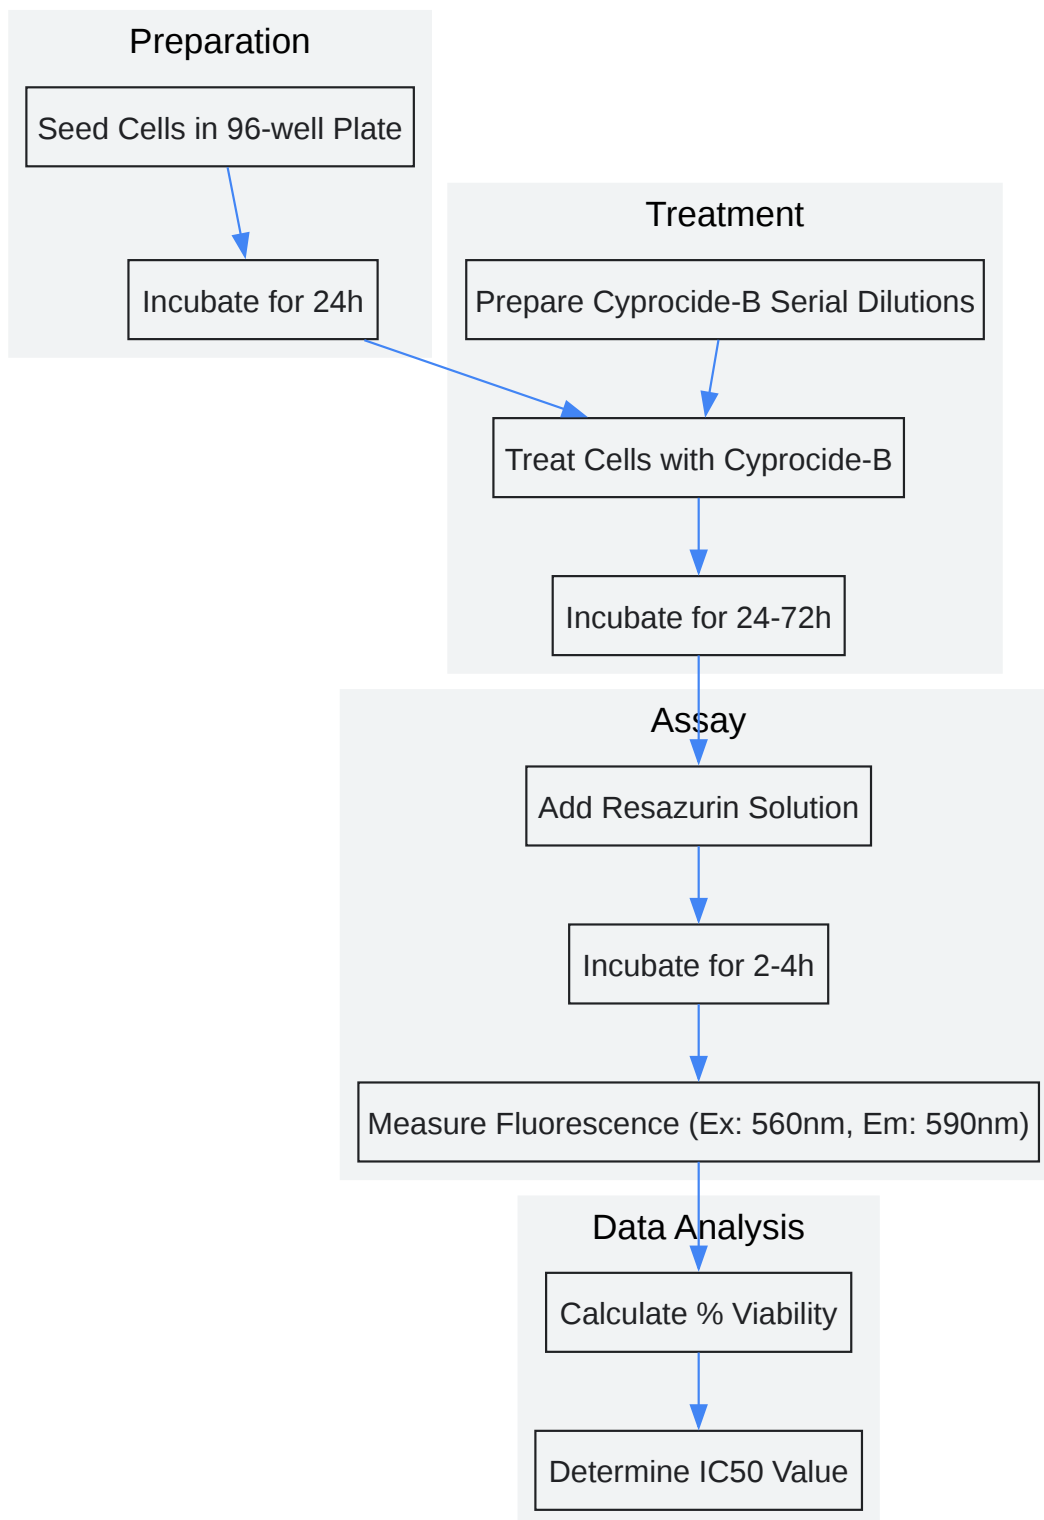 Preparation
Seed Cells in 96-well Plate
Incubate for 24h
Treatment
Prepare Cyprocide-B Serial Dilutions
Treat Cells with Cyprocide-B
Incubate for 24-72h
Assay
Add Resazurin Solution
Incubate for 2-4h
Measure Fluorescence (Ex: 560nm, Em: 590nm)
Data Analysis
Calculate % Viability
Determine IC50 Value